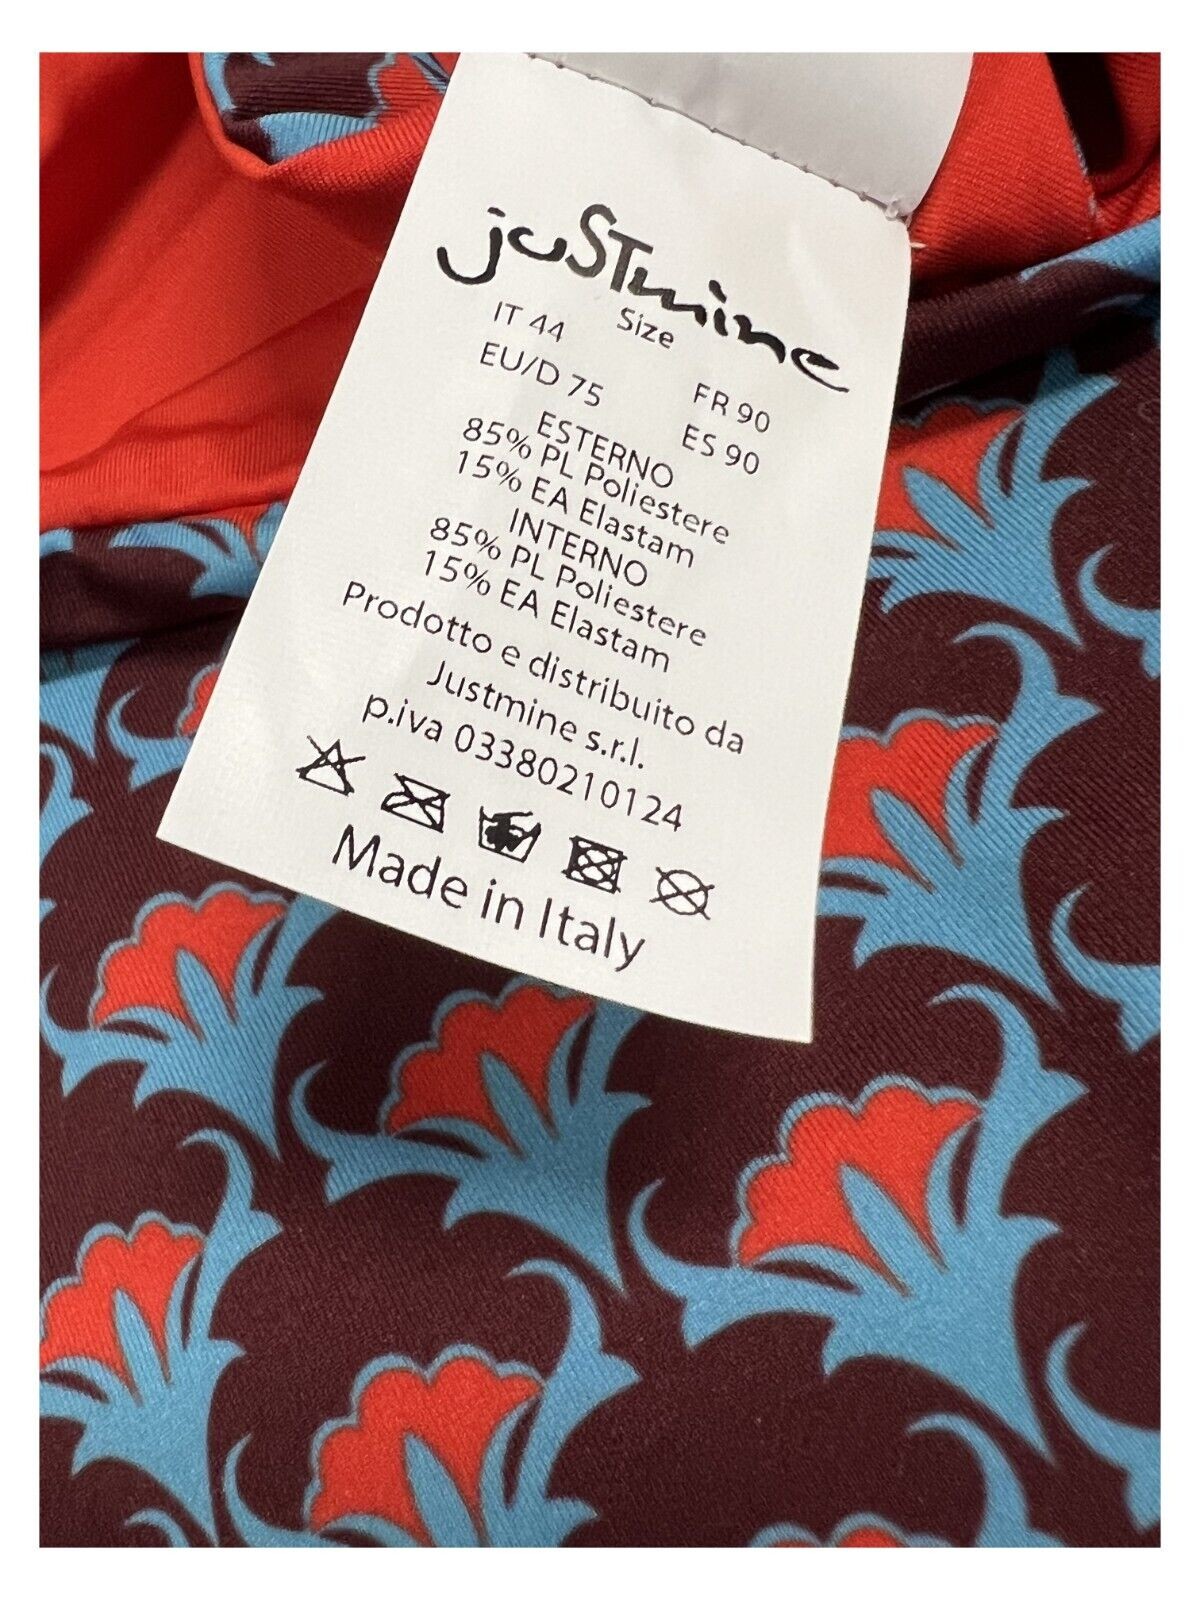 juSTmine
Size
IT 44 FR 90
EU/D 75 ES 90
ESTERNO
85% PL Poliestere
15% EA Elastam
INTERNO
85% PL Poliestere
15% EA Elastam
Prodotto e distribuito da
Justmine s.r.l.
p.iva 03380210124
Made in Italy